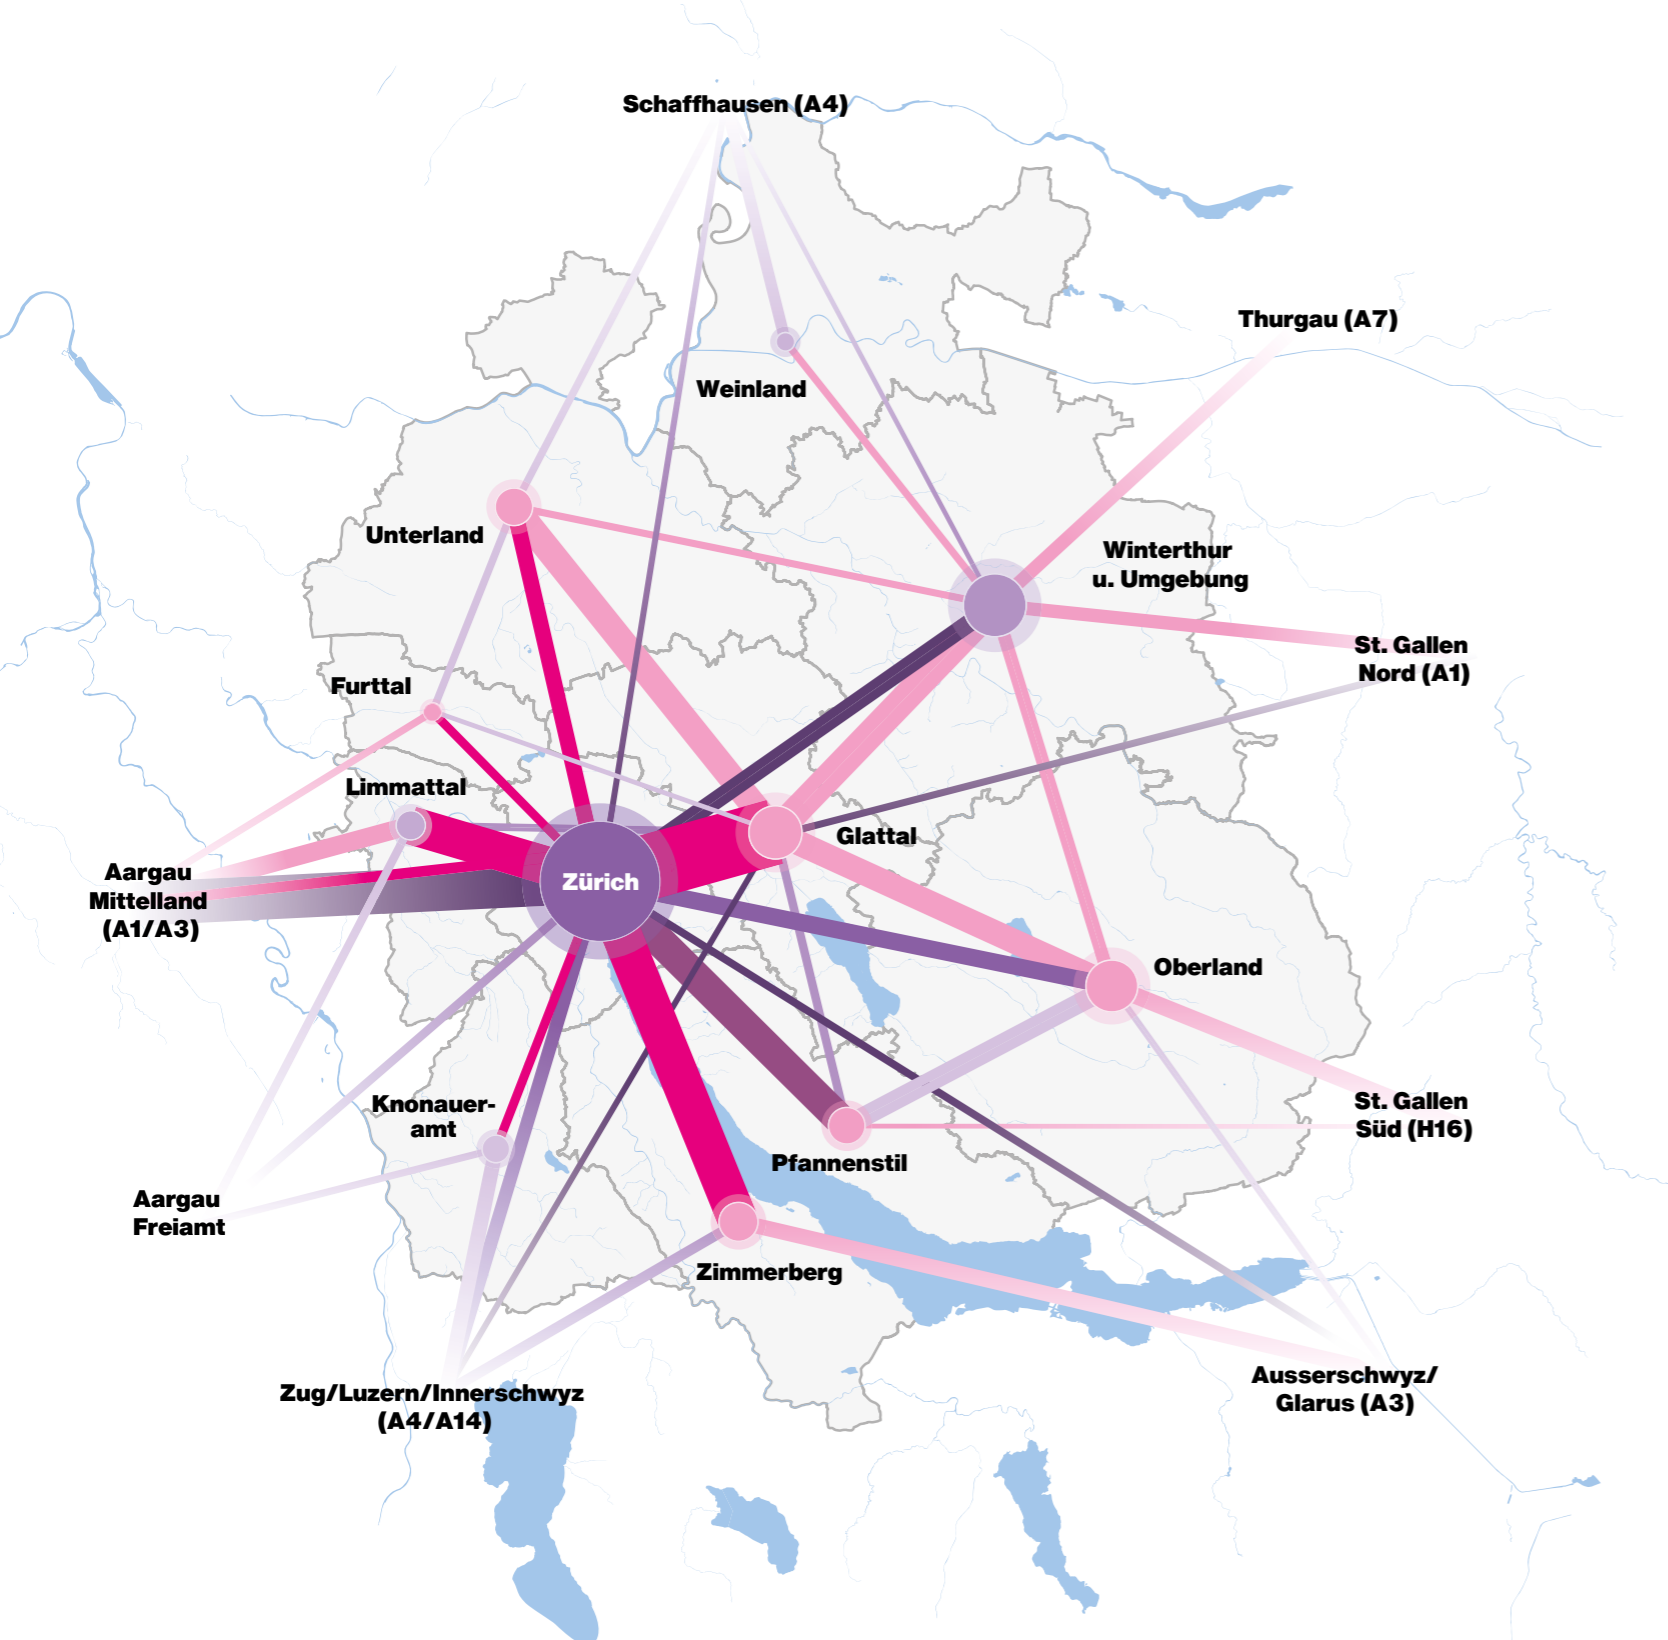 Schaffhausen (A4)
Thurgau (A7)
Weinland
Unterland
Winterthur
u. Umgebung
St. Gallen
Nord (A1)
Furttal
Limmattal
Glattal
Aargau
Mittelland
(A1/A3)
Zürich
Oberland
Knonauer-
amt
St. Gallen
Süd (H16)
Pfannenstil
Aargau
Freiamt
Zimmerberg
Zug/Luzern/Innerschwyz
(A4/A14)
Ausserschwyz/
Glarus (A3)